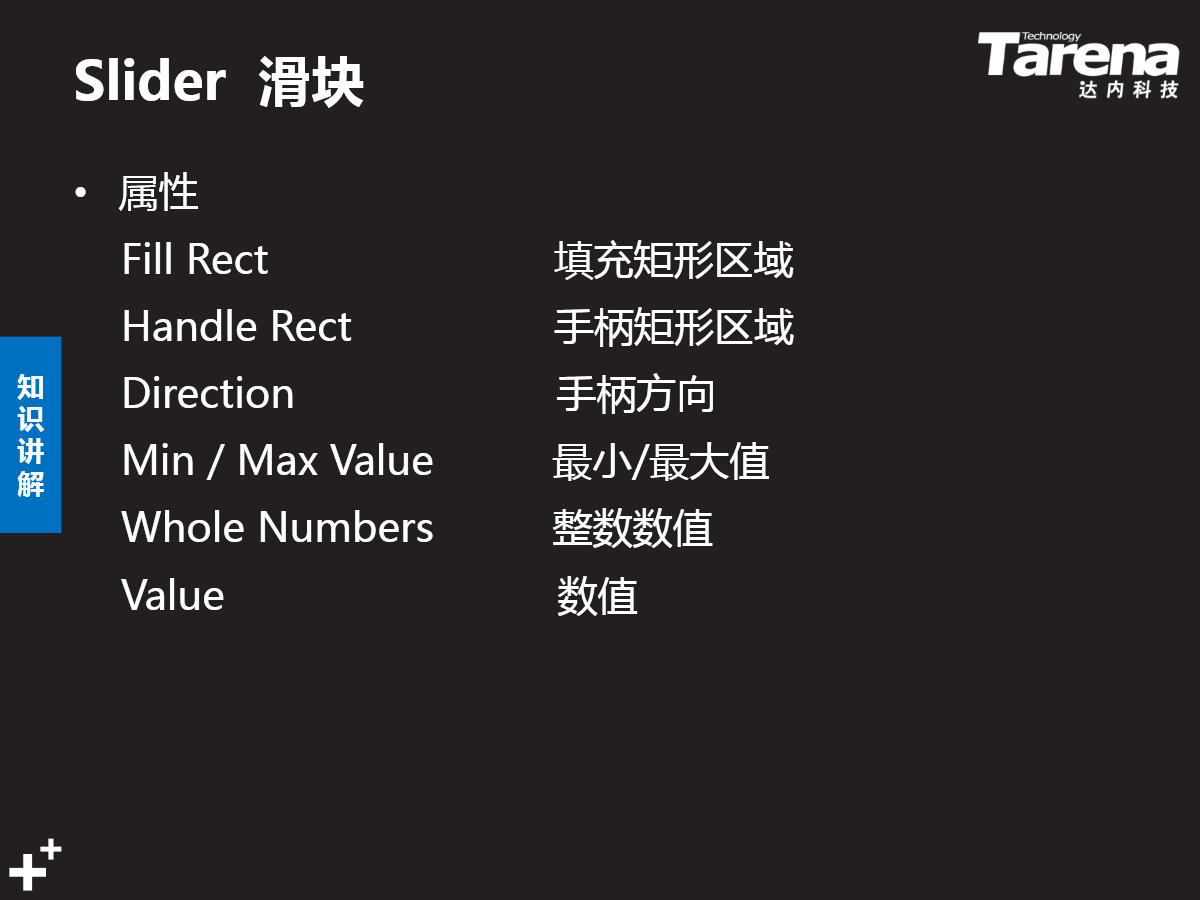 Slider 滑块
Technology
Tarena
达内科技
• 属性
Fill Rect 填充矩形区域
Handle Rect 手柄矩形区域
Direction 手柄方向
Min / Max Value 最小/最大值
Whole Numbers 整数数值
Value 数值
知识讲解